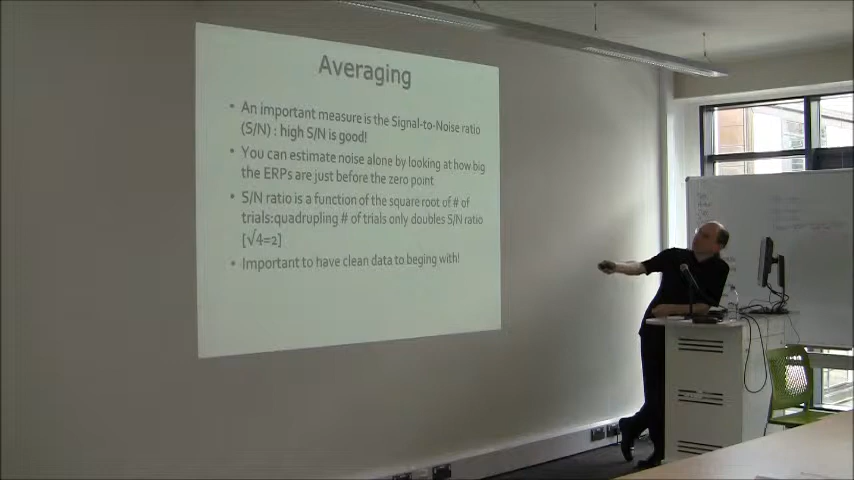 Averaging
• An important measure is the Signal-to-Noise ratio
(S/N) : high S/N is good!
• You can estimate noise alone by looking at how big
the ERPs are just before the zero point
• S/N ratio is a function of the square root of # of
trials:quadrupling # of trials only doubles S/N ratio
[√4=2]
• Important to have clean data to beging with!